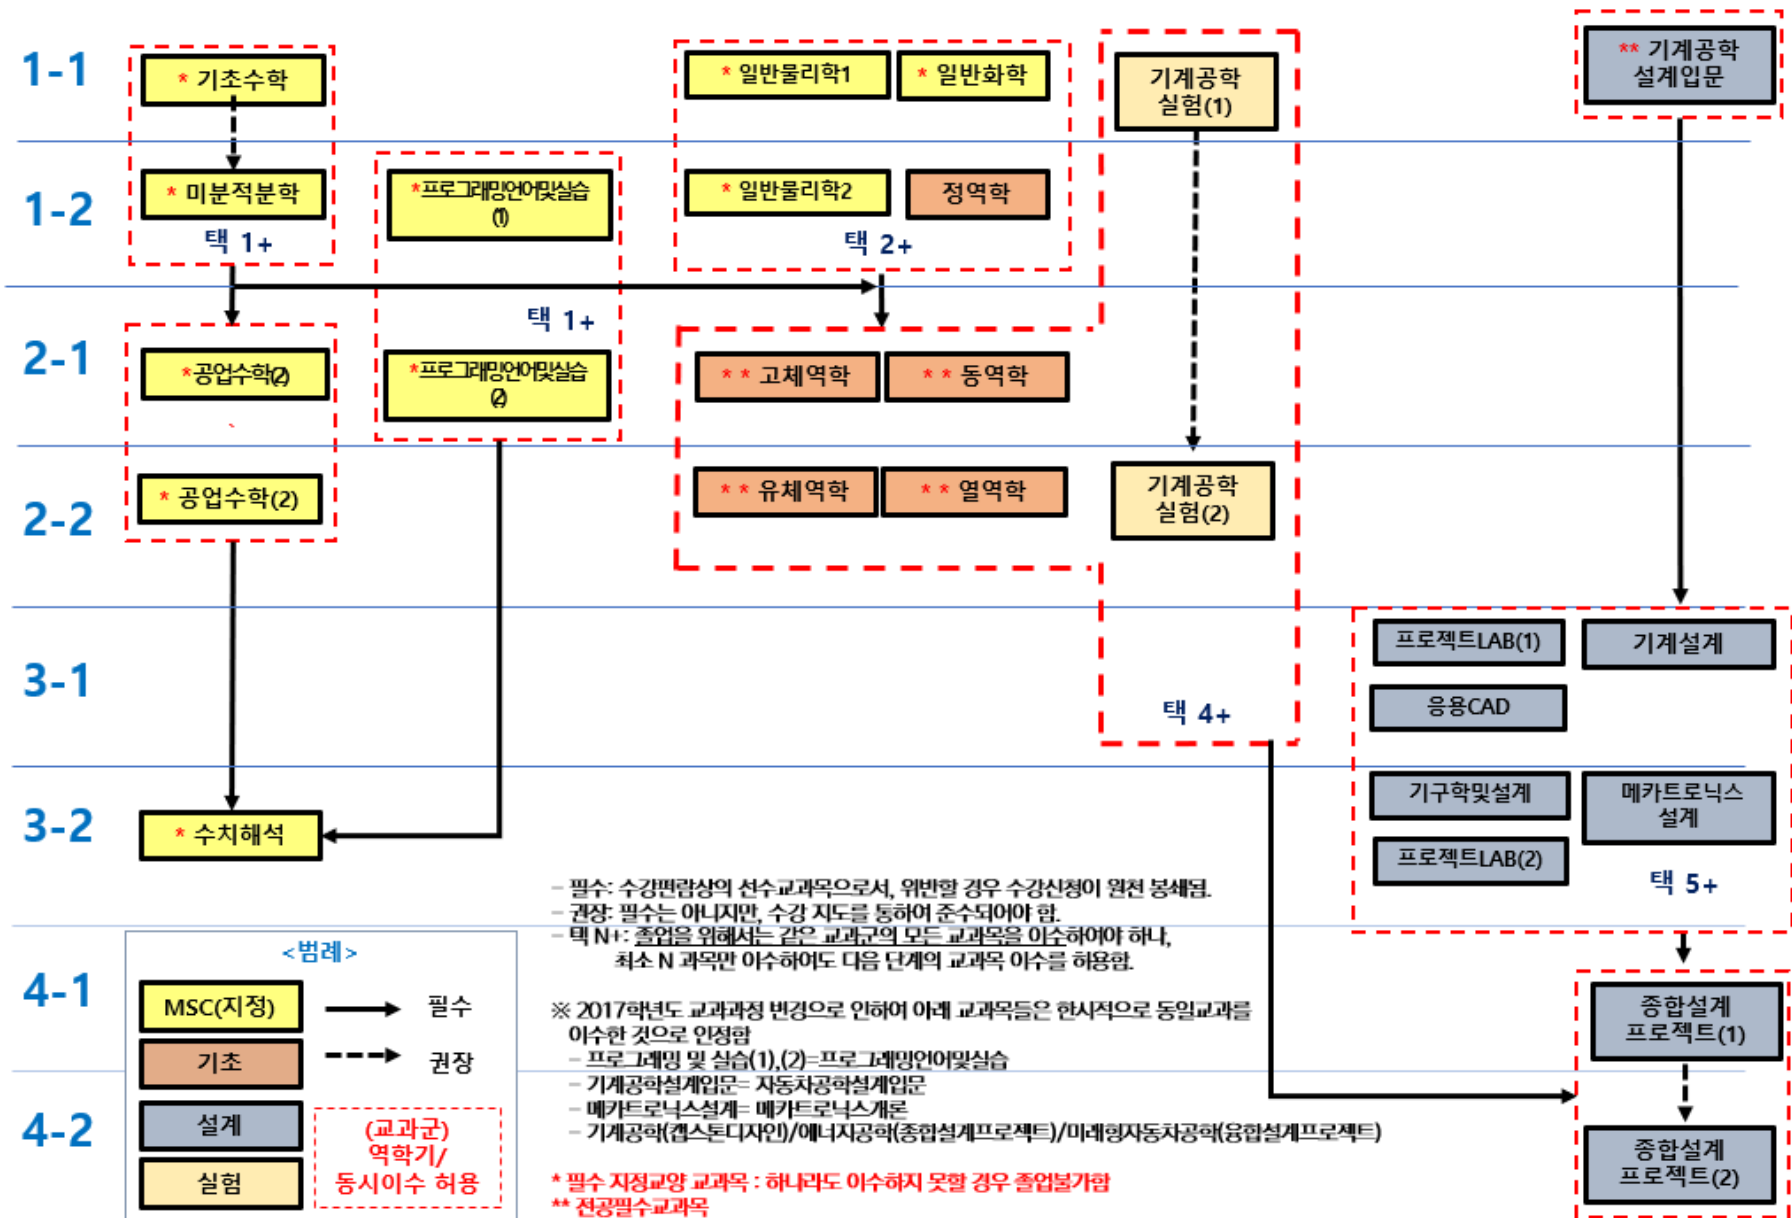 1-1
* 기초수학
* 일반물리학1
* 일반화학
기계공학
실험(1)
** 기계공학
설계입문
1-2
* 미분적분학
*프로그래밍언어및실습
(1)
* 일반물리학2
정역학
택 1+
택 2+
택 1+
2-1
*공업수학(2)
*프로그래밍언어및실습
(2)
* * 고체역학
* * 동역학
2-2
* 공업수학(2)
* * 유체역학
* * 열역학
기계공학
실험(2)
3-1
프로젝트LAB(1)
기계설계
응용CAD
택 4+
3-2
* 수치해석
기구학및설계
메카트로닉스
설계
프로젝트LAB(2)
택 5+
- 필수: 수강편람상의 선수교과목으로서, 위반할 경우 수강신청이 원천 봉쇄됨.
- 권장: 필수는 아니지만, 수강 지도를 통하여 준수되어야 함.
- 택 N+: 졸업을 위해서는 같은 교과군의 모든 교과목을 이수하여야 하나,
최소 N 과목만 이수하여도 다음 단계의 교과목 이수를 허용함.
4-1
<범례>
MSC(지정)
필수
기초
권장
※ 2017학년도 교과과정 변경으로 인하여 아래 교과목들은 한시적으로 동일교과를
이수한 것으로 인정함
- 프로그래밍 및 실습(1),(2)=프로그래밍언어및실습
- 기계공학설계입문= 자동차공학설계입문
- 메카트로닉스설계= 메카트로닉스개론
- 기계공학(캡스톤디자인)/에너지공학(종합설계프로젝트)/미래형자동차공학(융합설계프로젝트)
종합설계
프로젝트(1)
4-2
설계
실험
(교과군)
역학기/
동시이수 허용
종합설계
프로젝트(2)
* 필수 지정교양 교과목 : 하나라도 이수하지 못할 경우 졸업불가함
** 전공필수교과목